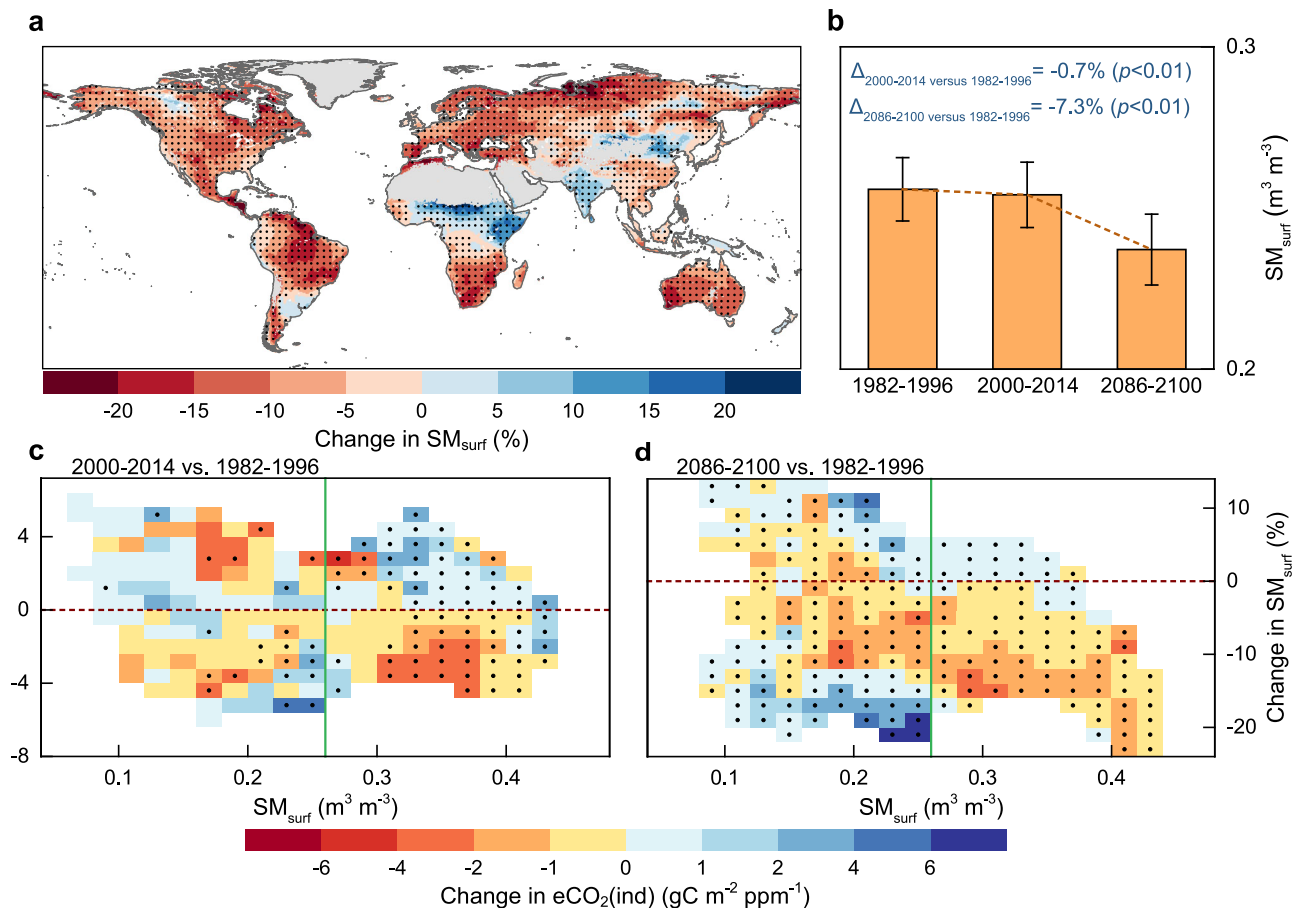 a
b
0.3
Δ2000-2014 versus 1982-1996= -0.7% (p<0.01)
Δ2086-2100 versus 1982-1996= -7.3% (p<0.01)
SMsurf (m³ m⁻³)
0.2
1982-1996 2000-2014 2086-2100
-20 -15 -10 -5 0 5 10 15 20
Change in SMsurf (%)
c
2000-2014 vs. 1982-1996
4
0
-4
-8
0.1 0.2 0.3 0.4
SMsurf (m³ m⁻³)
d
2086-2100 vs. 1982-1996
10
0
-10
-20
Change in SMsurf (%)
0.1 0.2 0.3 0.4
SMsurf (m³ m⁻³)
-6 -4 -2 -1 0 1 2 4 6
Change in eCO₂(ind) (gC m⁻² ppm⁻¹)